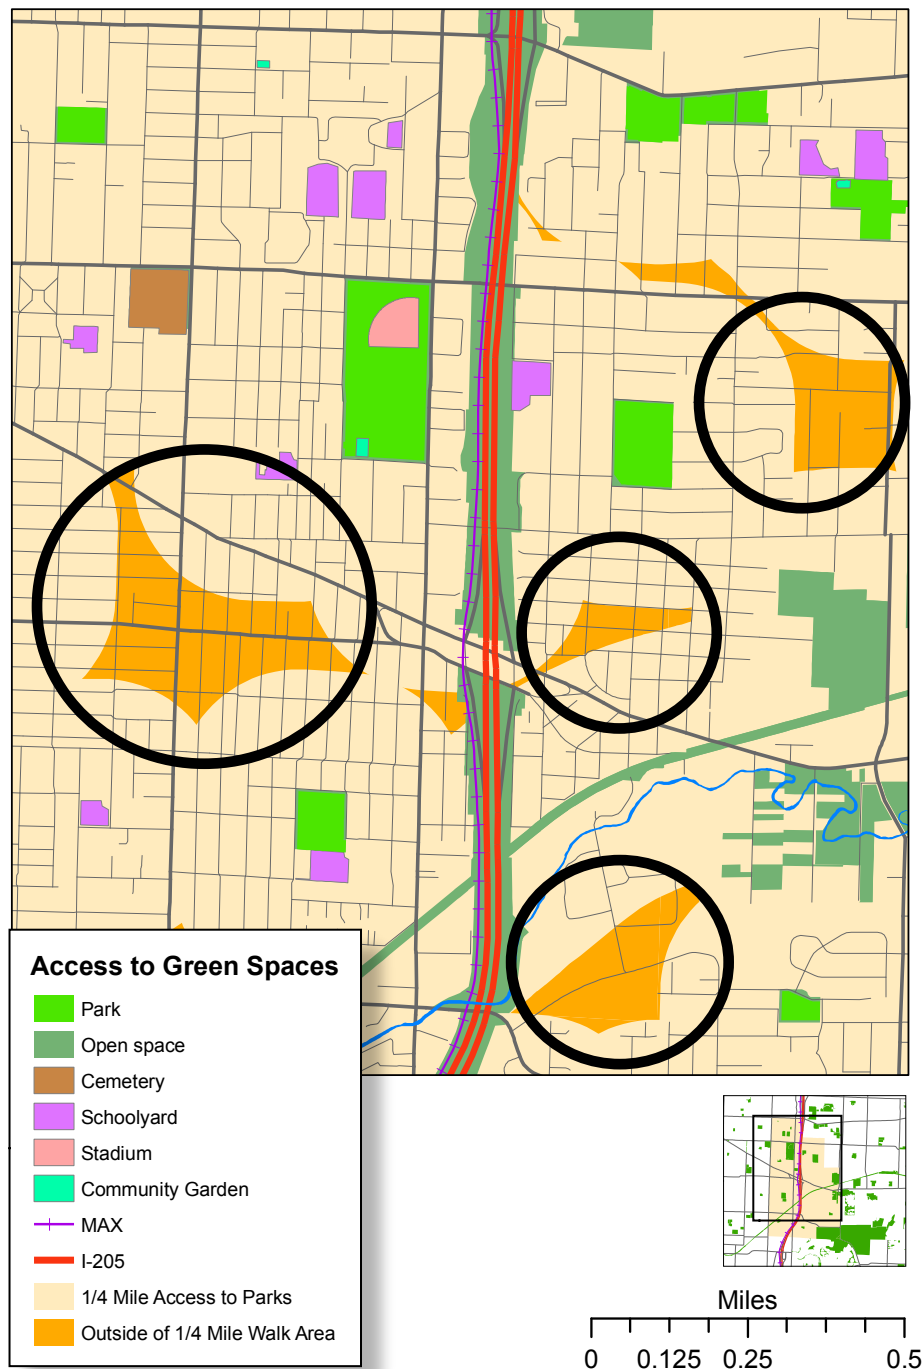 Access to Green Spaces
Park
Open space
Cemetery
Schoolyard
Stadium
Community Garden
MAX
I-205
1/4 Mile Access to Parks
Outside of 1/4 Mile Walk Area
Miles
0 0.125 0.25 0.5